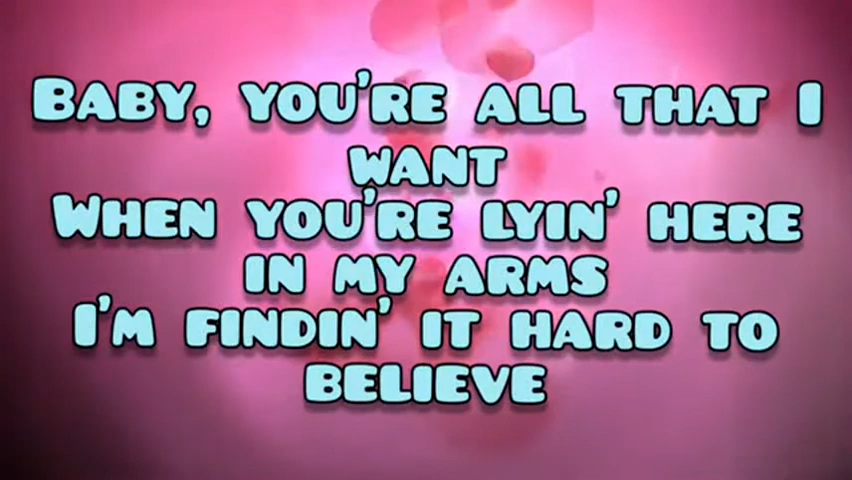 Baby, you're all that I
want
When you're lyin' here
in my arms
I'm findin' it hard to
believe